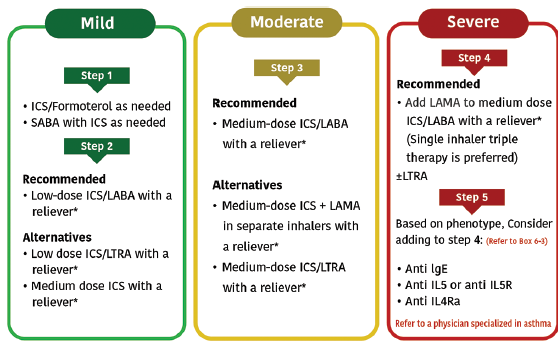 Mild
Step 1
• ICS/Formoterol as needed
• SABA with ICS as needed
Step 2
Recommended
• Low-dose ICS/LABA with a
reliever*
Alternatives
• Low dose ICS/LTRA with a
reliever*
• Medium dose ICS with a
reliever*
Moderate
Step 3
Recommended
• Medium-dose ICS/LABA
with a reliever*
Alternatives
• Medium-dose ICS + LAMA
in separate inhalers with
a reliever*
• Medium-dose ICS/LTRA
with a reliever*
Severe
Step 4
Recommended
• Add LAMA to medium dose
ICS/LABA with a reliever*
(Single inhaler triple
therapy is preferred)
±LTRA
Step 5
Based on phenotype, Consider
adding to step 4: (Refer to Box 6-3)
• Anti IgE
• Anti IL5 or anti IL5R
• Anti IL4Ra
Refer to a physician specialized in asthma